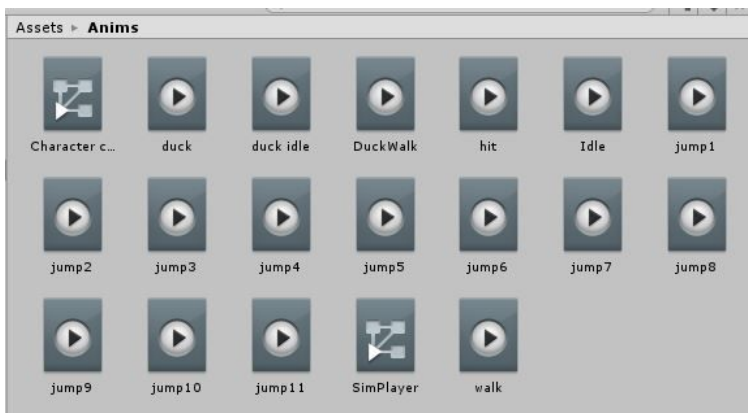 Assets ▸ Anims
Character c...
duck
duck idle
DuckWalk
hit
Idle
jump1
jump2
jump3
jump4
jump5
jump6
jump7
jump8
jump9
jump10
jump11
SimPlayer
walk